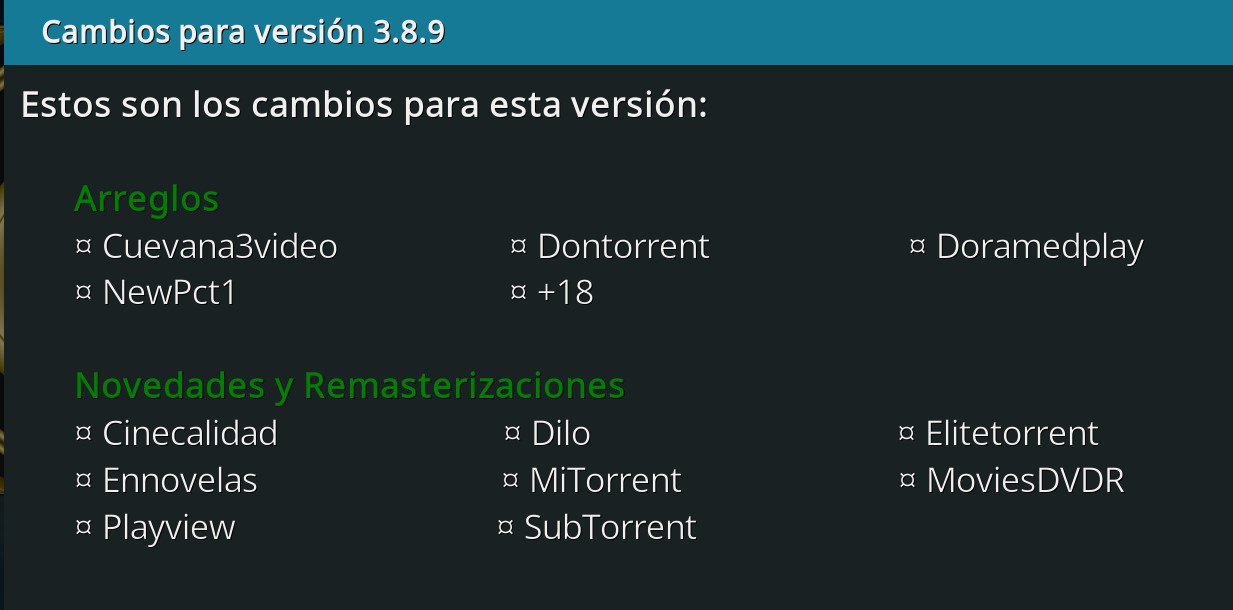 Cambios para versión 3.8.9
Estos son los cambios para esta versión:
Arreglos
¤ Cuevana3video ¤ Dontorrent ¤ Doramedplay
¤ NewPct1 ¤ +18
Novedades y Remasterizaciones
¤ Cinecalidad ¤ Dilo ¤ Elitetorrent
¤ Ennovelas ¤ MiTorrent ¤ MoviesDVDR
¤ Playview ¤ SubTorrent